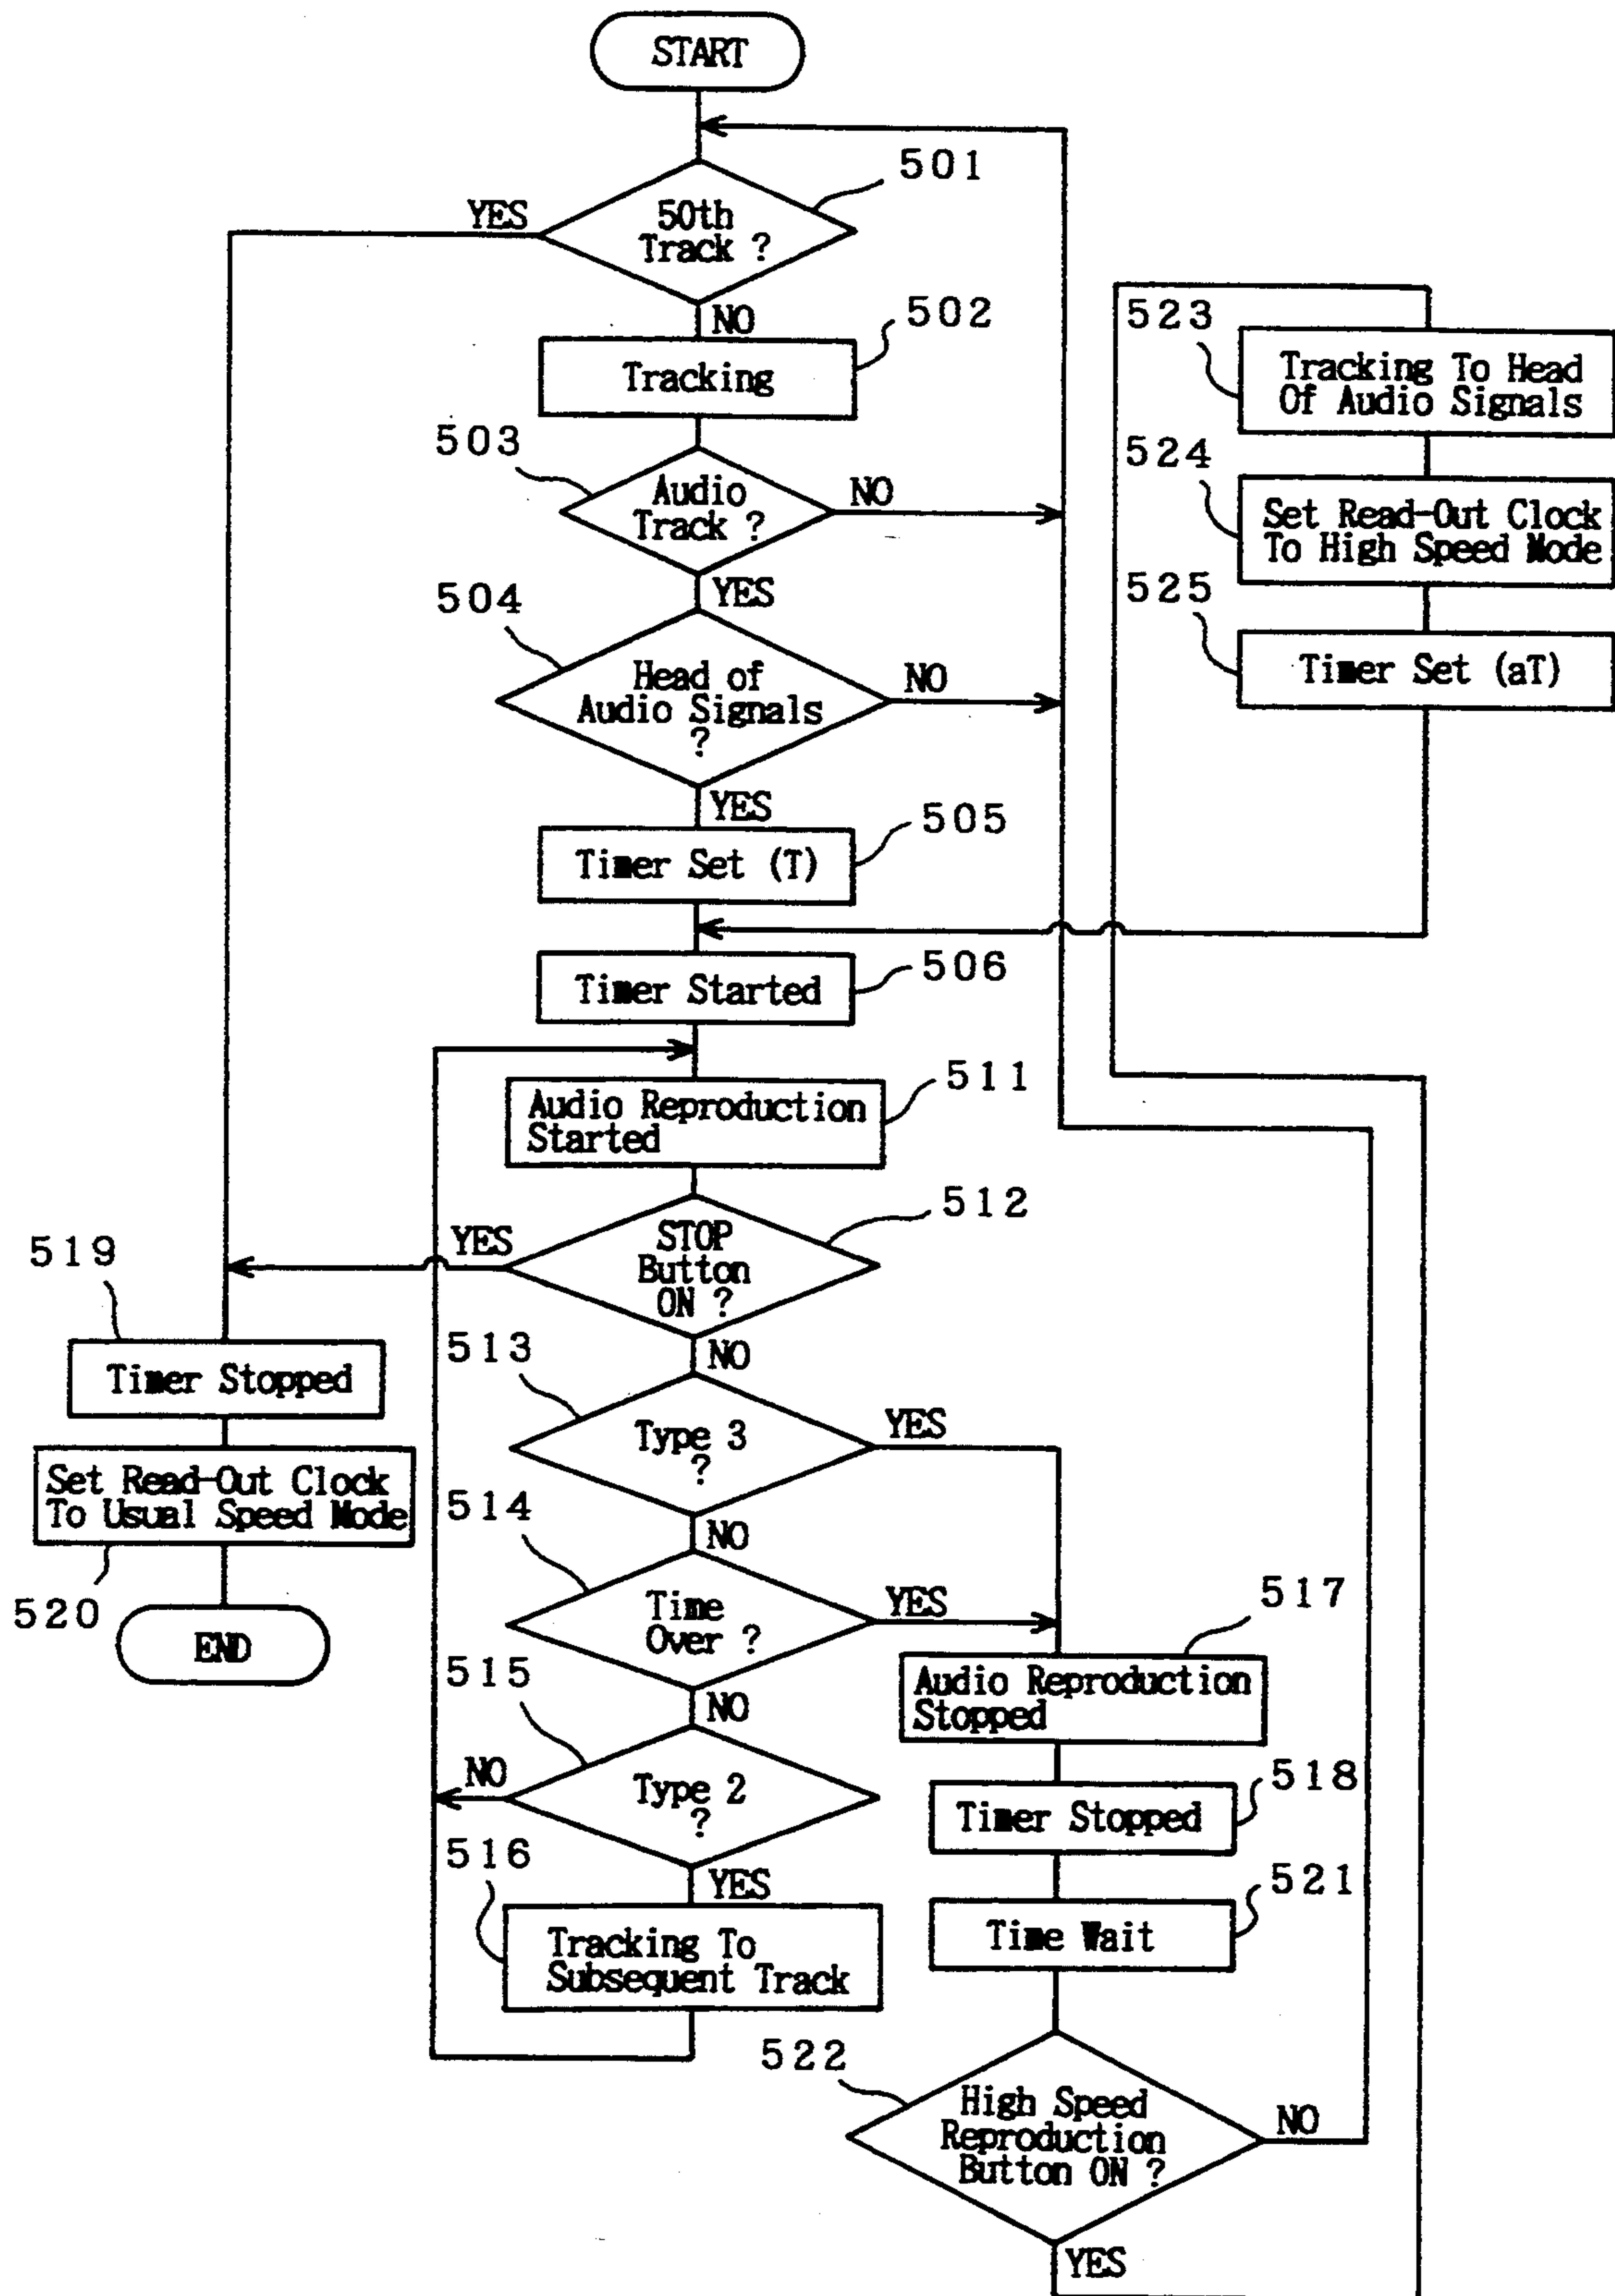 START
501
YES
50th
Track ?
NO
502
Tracking
503
Audio
Track ?
NO
YES
504
Head of
Audio Signals
?
NO
YES
505
Timer Set (T)
506
Timer Started
511
Audio Reproduction
Started
512
YES
STOP
Button
ON ?
NO
519
Timer Stopped
Set Read-Out Clock
To Usual Speed Mode
520
END
513
Type 3
?
YES
NO
514
Time
Over ?
YES
NO
515
Type 2
?
NO
YES
516
Tracking To
Subsequent Track
517
Audio Reproduction
Stopped
518
Timer Stopped
521
Time Wait
522
High Speed
Reproduction
Button ON ?
NO
YES
523
Tracking To Head
Of Audio Signals
524
Set Read-Out Clock
To High Speed Mode
525
Timer Set (aT)